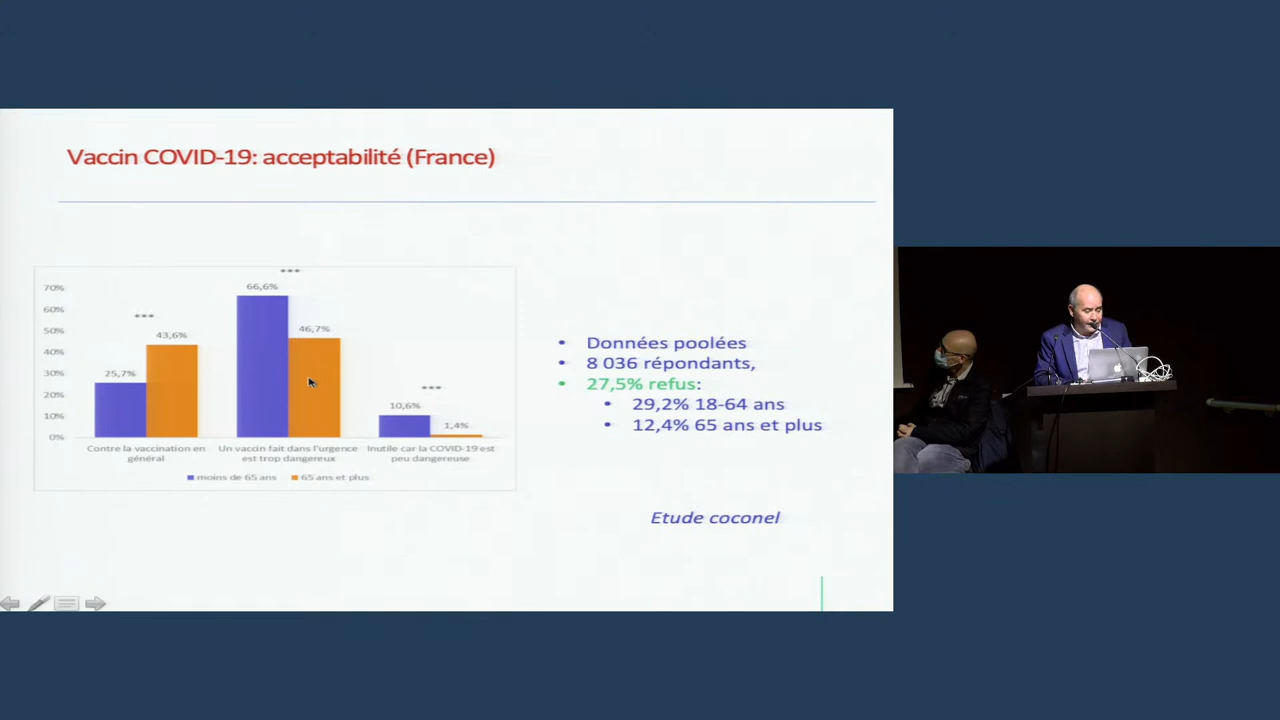 Vaccin COVID-19: acceptabilité (France)
***
***
***
70%
60%
50%
40%
30%
20%
10%
0%
25,7%
43,6%
66,6%
46,7%
10,6%
1,4%
Contre la vaccination en
général
Un vaccin fait dans l'urgence
est trop dangereux
Inutile car la COVID-19 est
peu dangereuse
moins de 65 ans
65 ans et plus
• Données poolées
• 8 036 répondants,
• 27,5% refus:
• 29,2% 18-64 ans
• 12,4% 65 ans et plus
Etude coconel